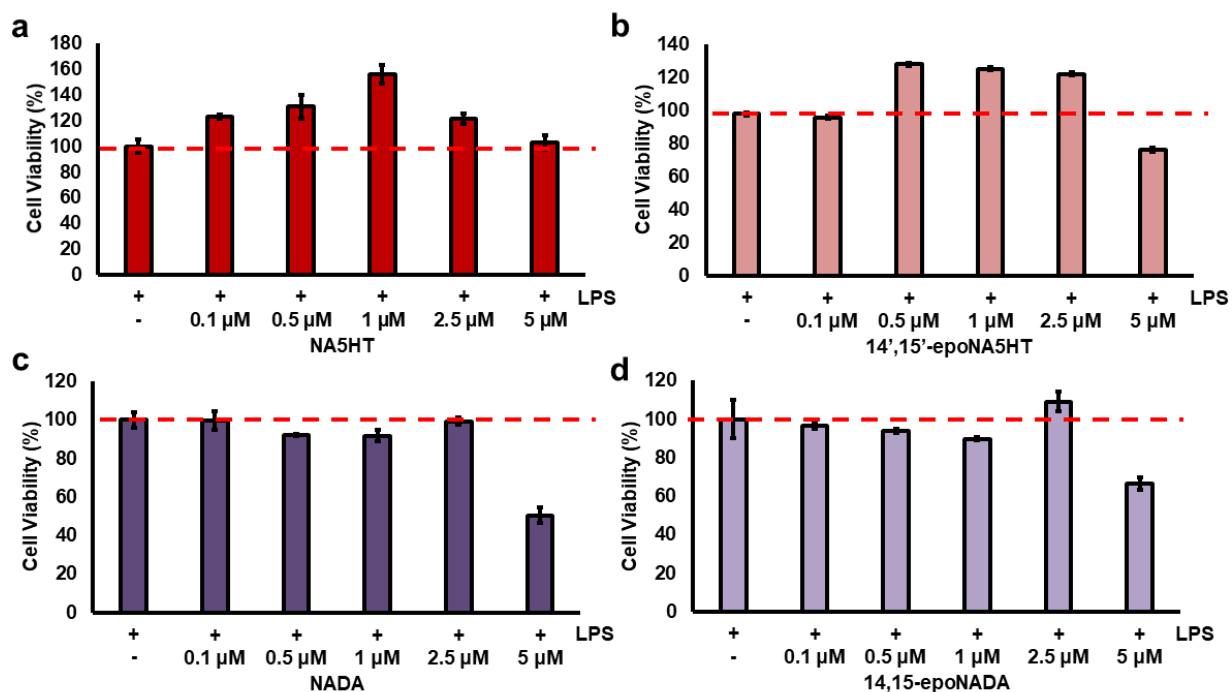 a
Cell Viability (%)
180
160
140
120
100
80
60
40
20
0
+ + + + + + LPS
- 0.1 µM 0.5 µM 1 µM 2.5 µM 5 µM
NA5HT
b
Cell Viability (%)
140
120
100
80
60
40
20
0
+ + + + + + LPS
- 0.1 µM 0.5 µM 1 µM 2.5 µM 5 µM
14’,15’-epoNA5HT
c
Cell Viability (%)
120
100
80
60
40
20
0
+ + + + + + LPS
- 0.1 µM 0.5 µM 1 µM 2.5 µM 5 µM
NADA
d
Cell Viability (%)
120
100
80
60
40
20
0
+ + + + + + LPS
- 0.1 µM 0.5 µM 1 µM 2.5 µM 5 µM
14,15-epoNADA